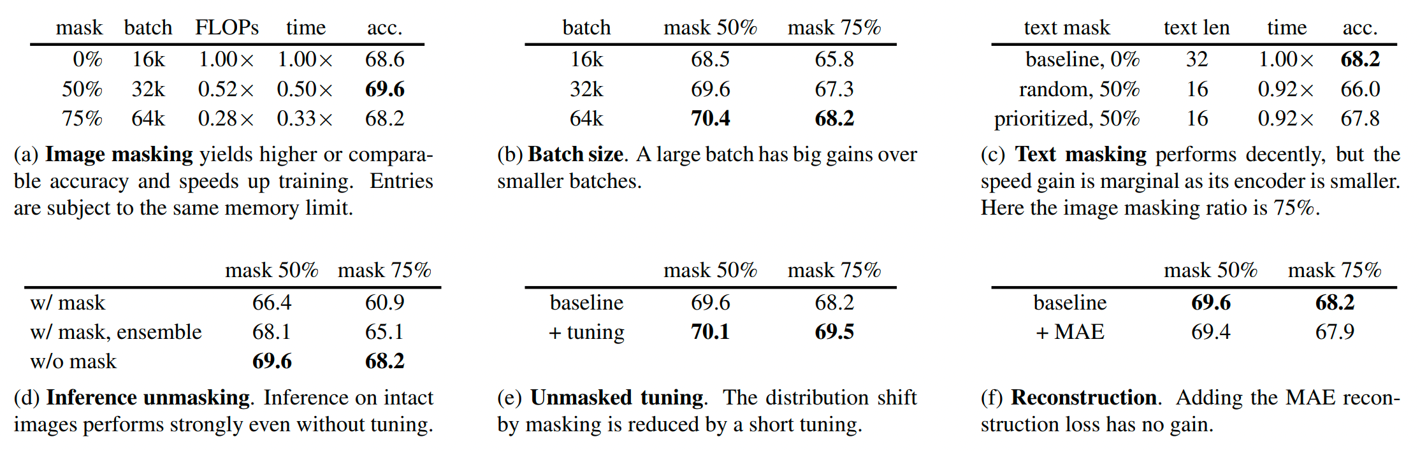 mask batch FLOPs time acc.
0% 16k 1.00× 1.00× 68.6
50% 32k 0.52× 0.50× 69.6
75% 64k 0.28× 0.33× 68.2
(a) Image masking yields higher or compara-
ble accuracy and speeds up training. Entries
are subject to the same memory limit.
batch mask 50% mask 75%
16k 68.5 65.8
32k 69.6 67.3
64k 70.4 68.2
(b) Batch size. A large batch has big gains over
smaller batches.
text mask text len time acc.
baseline, 0% 32 1.00× 68.2
random, 50% 16 0.92× 66.0
prioritized, 50% 16 0.92× 67.8
(c) Text masking performs decently, but the
speed gain is marginal as its encoder is smaller.
Here the image masking ratio is 75%.
mask 50% mask 75%
w/ mask 66.4 60.9
w/ mask, ensemble 68.1 65.1
w/o mask 69.6 68.2
(d) Inference unmasking. Inference on intact
images performs strongly even without tuning.
mask 50% mask 75%
baseline 69.6 68.2
+ tuning 70.1 69.5
(e) Unmasked tuning. The distribution shift
by masking is reduced by a short tuning.
mask 50% mask 75%
baseline 69.6 68.2
+ MAE 69.4 67.9
(f) Reconstruction. Adding the MAE recon-
struction loss has no gain.